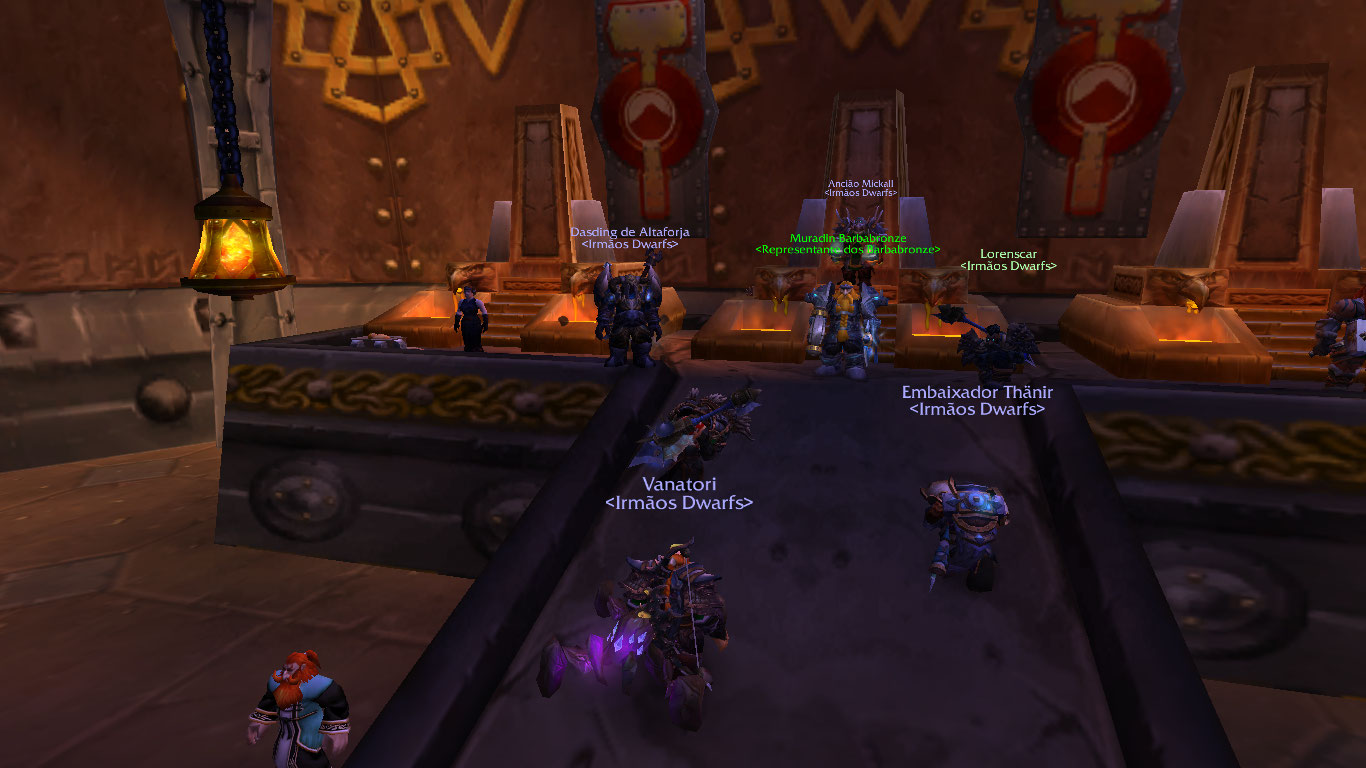 Ancião Mickall
<Irmãos Dwarfs>
Dasding de Altaforja
<Irmãos Dwarfs>
Muradin Barbabronze
<Representante dos Barbabronze>
Lorenscar
<Irmãos Dwarfs>
Embaixador Thänir
<Irmãos Dwarfs>
Vanatori
<Irmãos Dwarfs>